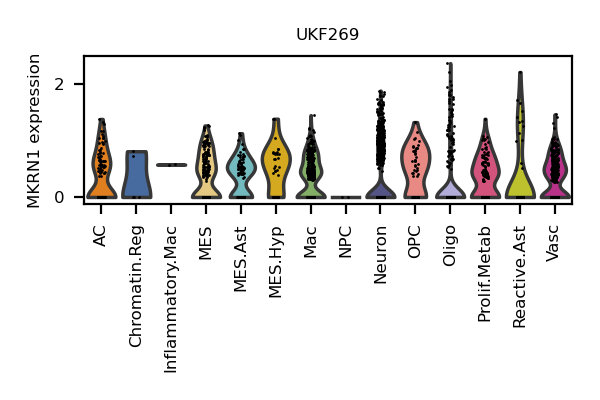 UKF269
MKRN1 expression
2
0
AC
Chromatin.Reg
Inflammatory.Mac
MES
MES.Ast
MES.Hyp
Mac
NPC
Neuron
OPC
Oligo
Prolif.Metab
Reactive.Ast
Vasc